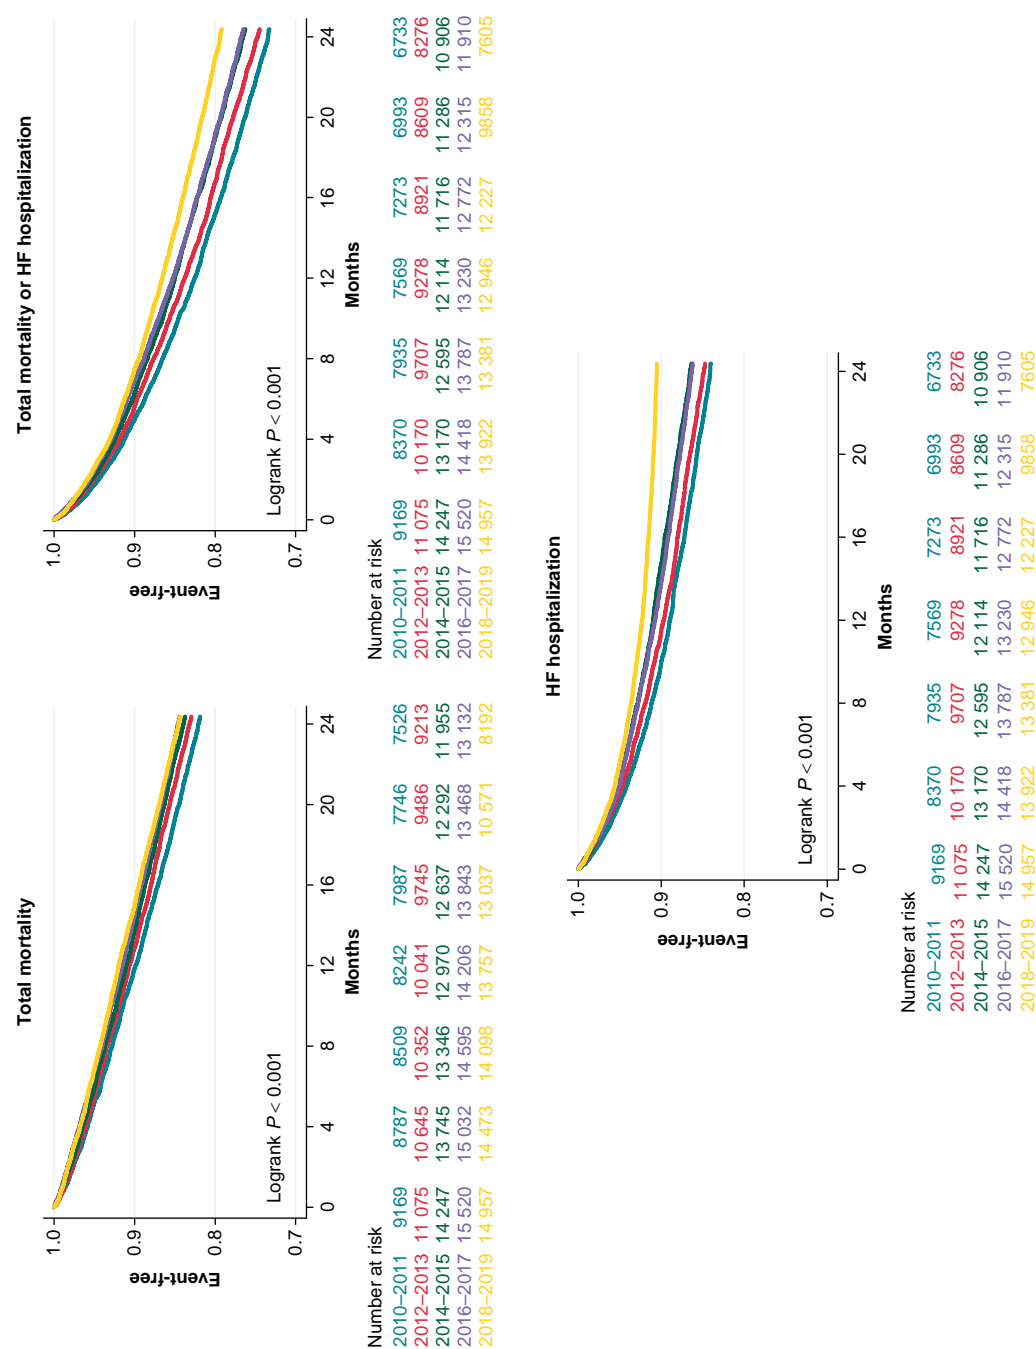 Total mortality
1.0
0.9
0.8
0.7
Event-free
Logrank P < 0.001
0 4 8 12 16 20 24
Months
Number at risk
2010–2011 9169 8787 8509 8242 7987 7746 7526
2012–2013 11 075 10 645 10 352 10 041 9745 9486 9213
2014–2015 14 247 13 745 13 346 12 970 12 637 12 292 11 955
2016–2017 15 520 15 032 14 595 14 206 13 843 13 468 13 132
2018–2019 14 957 14 473 14 098 13 757 13 037 10 571 8192
Total mortality or HF hospitalization
1.0
0.9
0.8
0.7
Event-free
Logrank P < 0.001
0 4 8 12 16 20 24
Months
Number at risk
2010–2011 9169 8370 7935 7569 7273 6993 6733
2012–2013 11 075 10 170 9707 9278 8921 8609 8276
2014–2015 14 247 13 170 12 595 12 114 11 716 11 286 10 906
2016–2017 15 520 14 418 13 787 13 230 12 772 12 315 11 910
2018–2019 14 957 13 922 13 381 12 946 12 227 9858 7605
HF hospitalization
1.0
0.9
0.8
0.7
Event-free
Logrank P < 0.001
0 4 8 12 16 20 24
Months
Number at risk
2010–2011 9169 8370 7935 7569 7273 6993 6733
2012–2013 11 075 10 170 9707 9278 8921 8609 8276
2014–2015 14 247 13 170 12 595 12 114 11 716 11 286 10 906
2016–2017 15 520 14 418 13 787 13 230 12 772 12 315 11 910
2018–2019 14 957 13 922 13 381 12 946 12 227 9858 7605